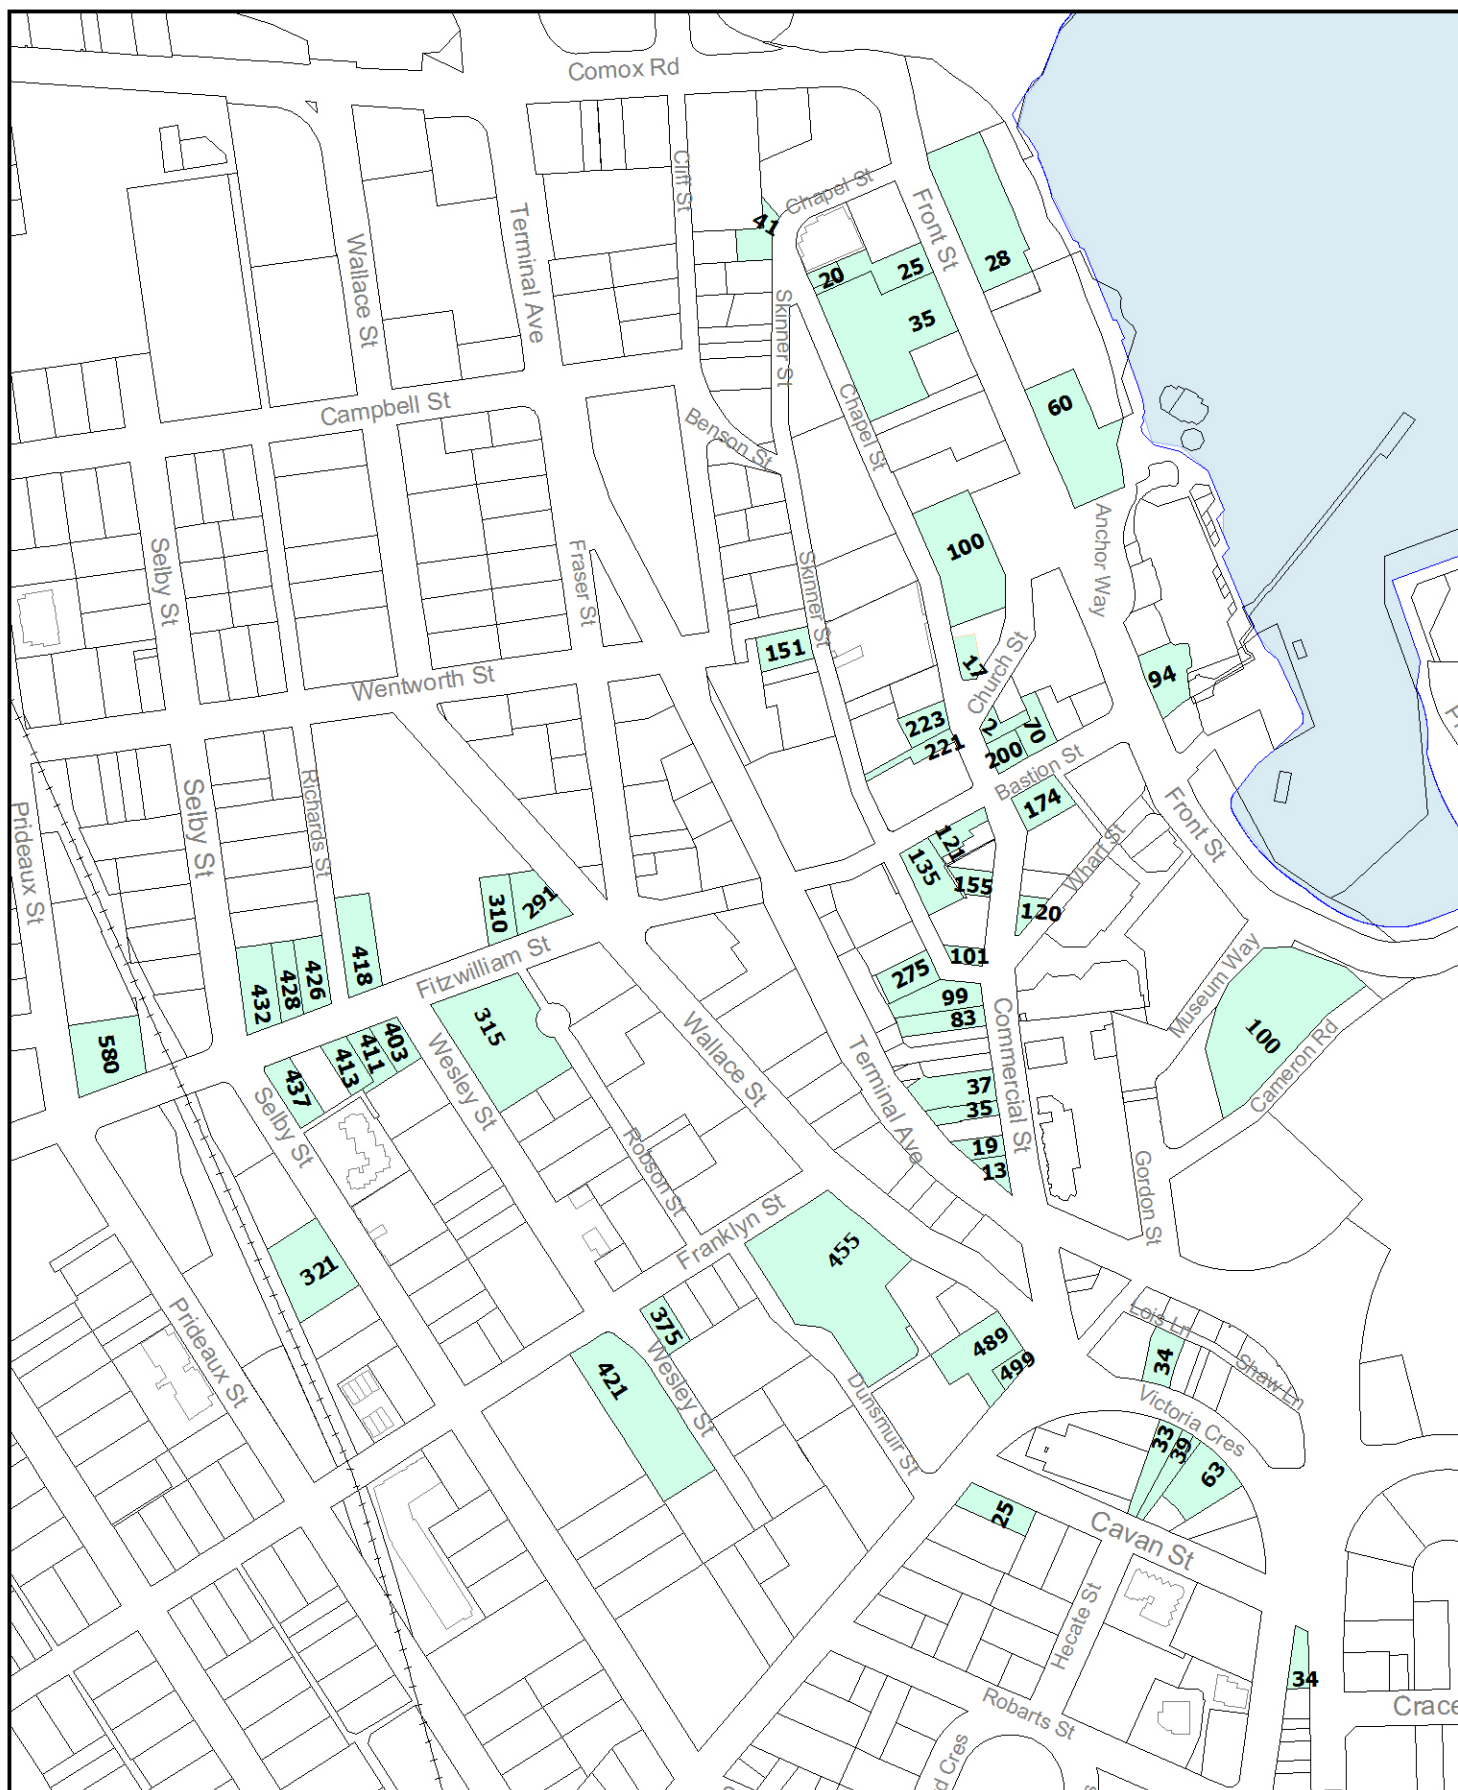 Comox Rd
Cliff St
Chapel St
41
Front St
Terminal Ave
Wallace St
28
25
20
Skinner St
35
Campbell St
Benson St
Chapel St
60
Anchor Way
100
Selby St
Fraser St
Skinner St
151
17
Church St
94
Wentworth St
223
2
70
221
200
Bastion St
Richards St
Selby St
Prideaux St
174
Front St
121
135
Wharf St
155
310
291
120
418
Fitzwilliam St
101
275
99
83
Museum Way
432
428
426
315
100
Cameron Rd
580
403
411
413
437
Wesley St
Wallace St
Terminal Ave
Commercial St
37
35
Selby St
19
13
Robson St
Gordon St
Franklyn St
455
321
Lois Ln
Prideaux St
375
489
499
34
Shaw Ln
421
Wesley St
Dunsmuir St
Victoria Cres
33
39
63
25
Cavan St
Hecate St
34
Robarts St
Crace
d Cres